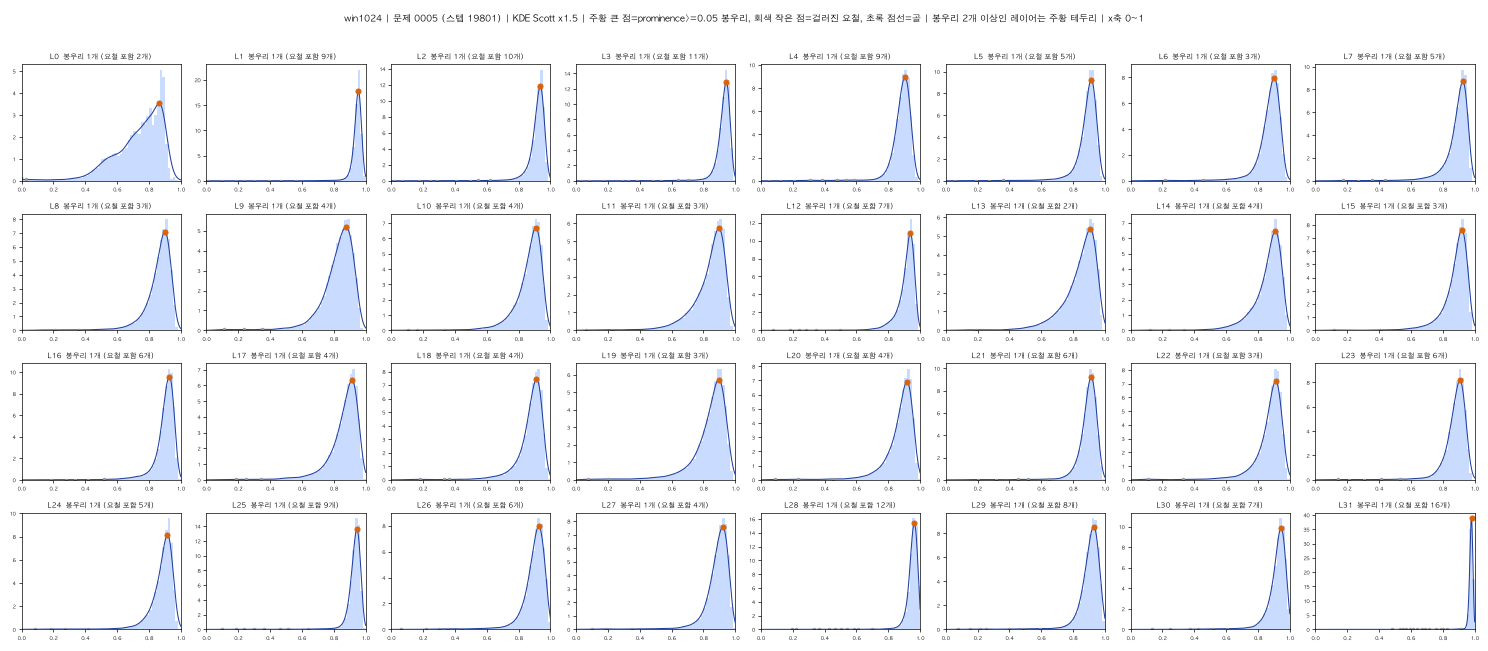 win1024 | 문제 0005 (스텝 19801) | KDE Scott x1.5 | 주황 큰 점=prominence>=0.05 봉우리, 회색 작은 점=걸러진 요철, 초록 점선=골 | 봉우리 2개 이상인 레이어는 주황 테두리 | x축 0~1
L0 봉우리 1개 (요철 포함 2개)
L1 봉우리 1개 (요철 포함 9개)
L2 봉우리 1개 (요철 포함 10개)
L3 봉우리 1개 (요철 포함 11개)
L4 봉우리 1개 (요철 포함 9개)
L5 봉우리 1개 (요철 포함 5개)
L6 봉우리 1개 (요철 포함 3개)
L7 봉우리 1개 (요철 포함 5개)
L8 봉우리 1개 (요철 포함 3개)
L9 봉우리 1개 (요철 포함 4개)
L10 봉우리 1개 (요철 포함 4개)
L11 봉우리 1개 (요철 포함 3개)
L12 봉우리 1개 (요철 포함 7개)
L13 봉우리 1개 (요철 포함 2개)
L14 봉우리 1개 (요철 포함 4개)
L15 봉우리 1개 (요철 포함 3개)
L16 봉우리 1개 (요철 포함 6개)
L17 봉우리 1개 (요철 포함 4개)
L18 봉우리 1개 (요철 포함 4개)
L19 봉우리 1개 (요철 포함 3개)
L20 봉우리 1개 (요철 포함 4개)
L21 봉우리 1개 (요철 포함 6개)
L22 봉우리 1개 (요철 포함 3개)
L23 봉우리 1개 (요철 포함 6개)
L24 봉우리 1개 (요철 포함 5개)
L25 봉우리 1개 (요철 포함 9개)
L26 봉우리 1개 (요철 포함 6개)
L27 봉우리 1개 (요철 포함 4개)
L28 봉우리 1개 (요철 포함 12개)
L29 봉우리 1개 (요철 포함 8개)
L30 봉우리 1개 (요철 포함 7개)
L31 봉우리 1개 (요철 포함 16개)